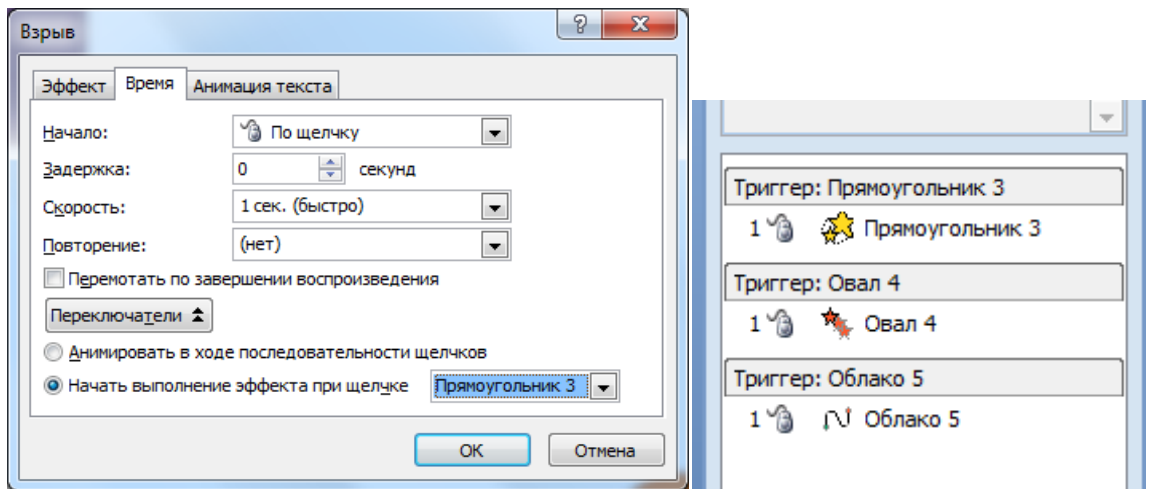 Взрыв
?
Эффект Время Анимация текста
Начало: По щелчку
Задержка: 0 секунд
Скорость: 1 сек. (быстро)
Повторение: (нет)
Перемотать по завершении воспроизведения
Переключатели
Анимировать в ходе последовательности щелчков
Начать выполнение эффекта при щелчке Прямоугольник 3
ОК Отмена
Триггер: Прямоугольник 3
1 Прямоугольник 3
Триггер: Овал 4
1 Овал 4
Триггер: Облако 5
1 Облако 5